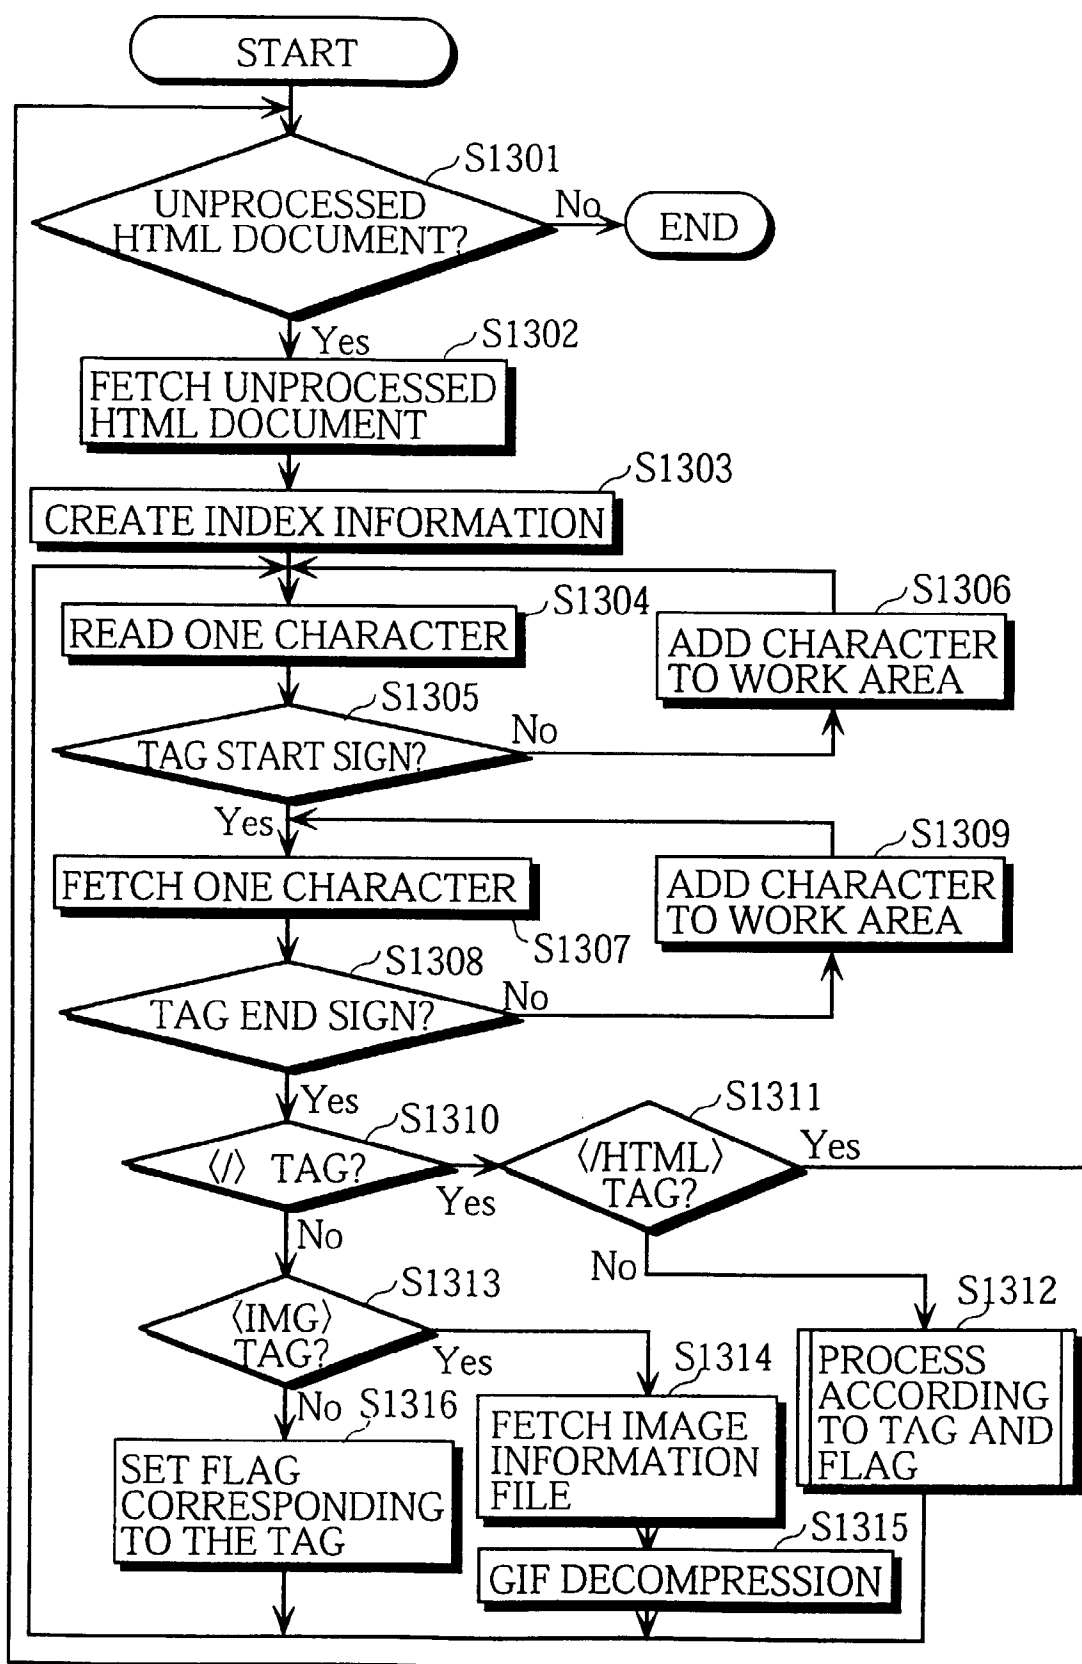 START
S1301
UNPROCESSED
HTML DOCUMENT?
No
END
Yes
S1302
FETCH UNPROCESSED
HTML DOCUMENT
S1303
CREATE INDEX INFORMATION
S1304
READ ONE CHARACTER
S1306
ADD CHARACTER
TO WORK AREA
S1305
TAG START SIGN?
No
Yes
S1309
FETCH ONE CHARACTER
ADD CHARACTER
TO WORK AREA
S1307
S1308
TAG END SIGN?
No
Yes
S1310
⟨/⟩ TAG?
Yes
S1311
⟨/HTML⟩
TAG?
Yes
No
No
S1313
⟨IMG⟩
TAG?
Yes
S1312
PROCESS
ACCORDING
TO TAG AND
FLAG
No
S1316
SET FLAG
CORRESPONDING
TO THE TAG
S1314
FETCH IMAGE
INFORMATION
FILE
S1315
GIF DECOMPRESSION